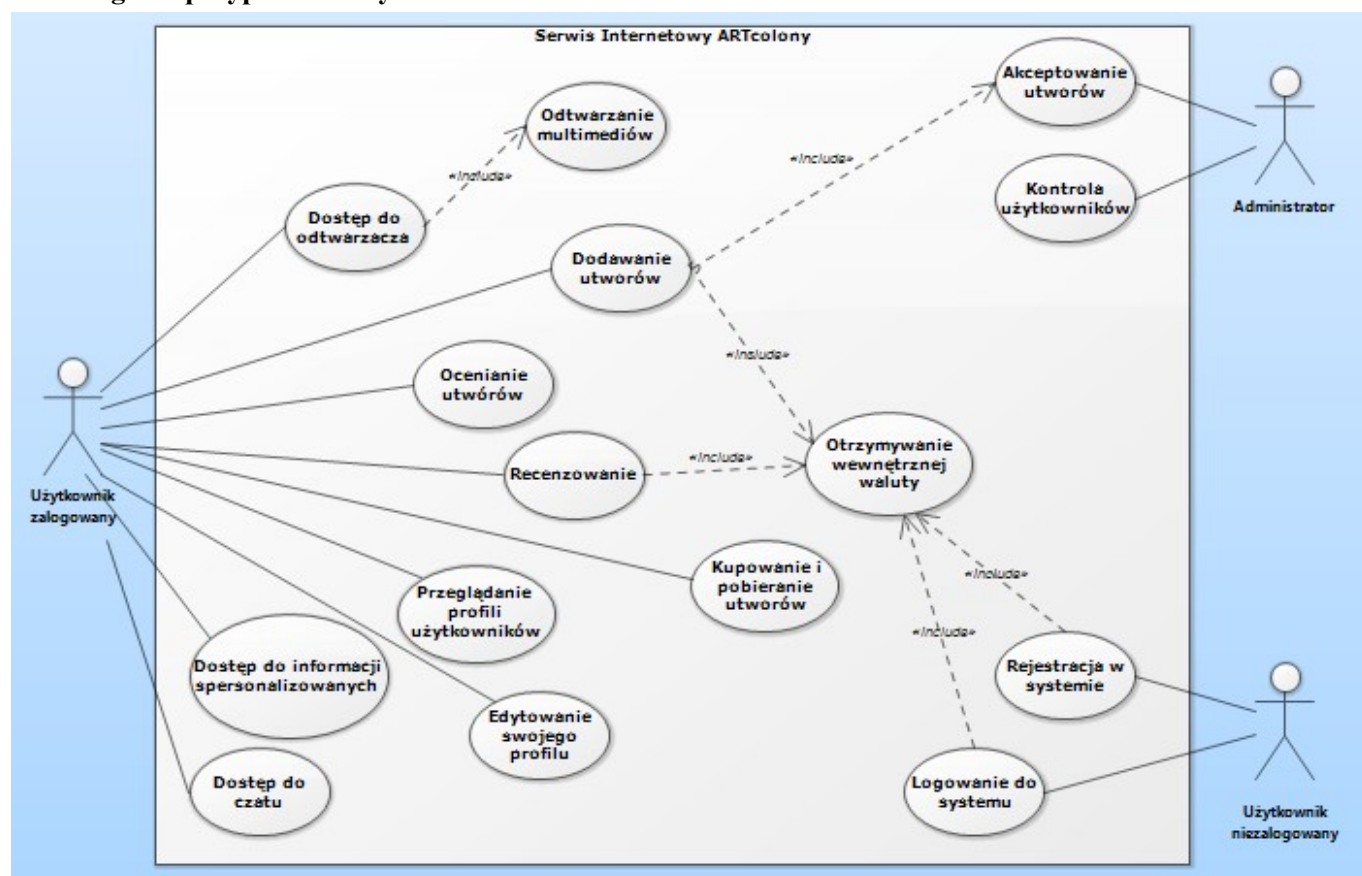 Serwis Internetowy ARTcolony
Akceptowanie
utworów
Odtwarzanie
multimediów
«Include»
«Include»
Kontrola
użytkowników
Administrator
Dostęp do
odtwarzacza
Dodawanie
utworów
«Include»
Ocenianie
utwórów
Otrzymywanie
wewnętrznej
waluty
Recenzowanie
«Include»
Użytkownik
zalogowany
Kupowanie i
pobieranie
utworów
«Include»
Przeglądanie
profili
użytkowników
«Include»
Dostęp do informacji
spersonalizowanych
Rejestracja w
systemie
Edytowanie
swojego
profilu
Dostęp do
czatu
Logowanie do
systemu
Użytkownik
niezalogowany